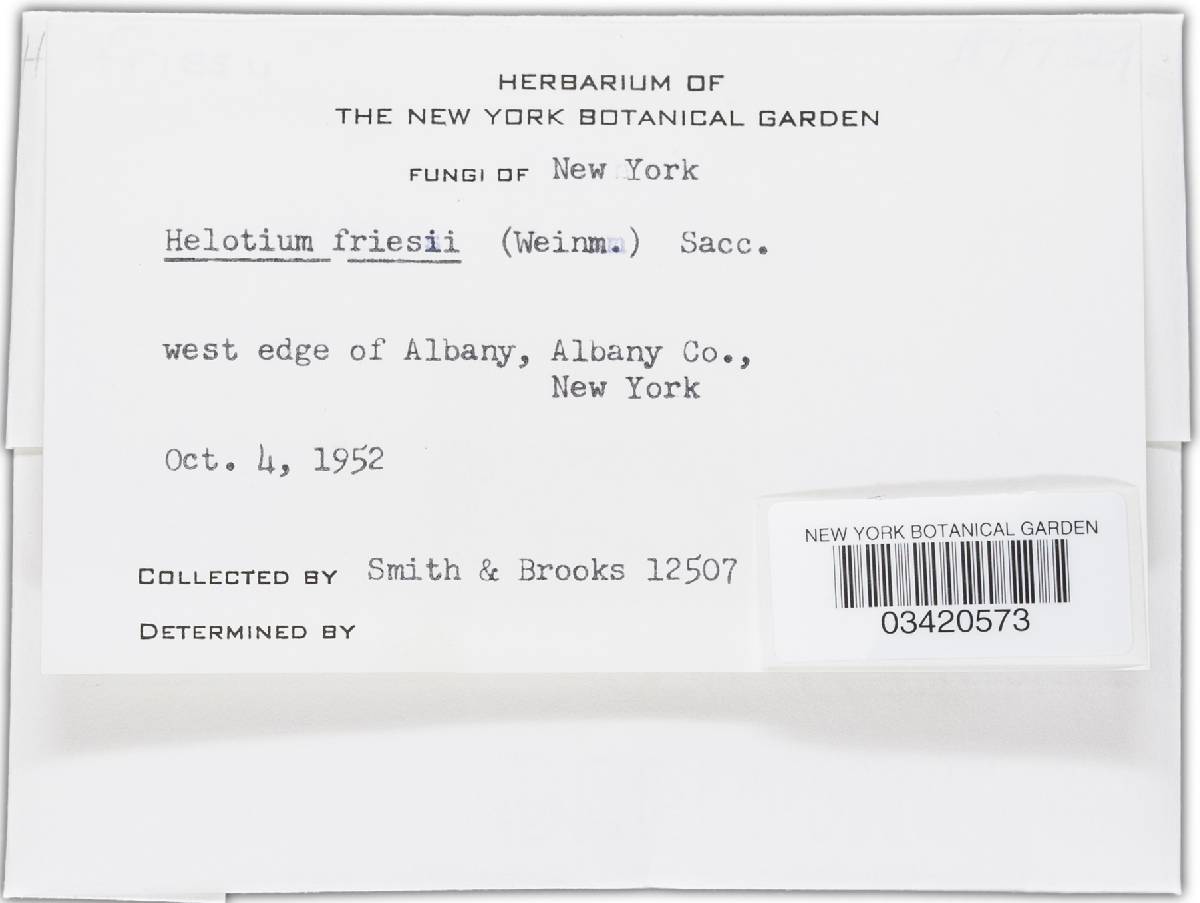 HERBARIUM OF
THE NEW YORK BOTANICAL GARDEN
FUNGI OF New York
Helotium friesii (Weinm.) Sacc.
west edge of Albany, Albany Co.,
New York
Oct. 4, 1952
COLLECTED BY Smith & Brooks 12507
DETERMINED BY
NEW YORK BOTANICAL GARDEN
03420573